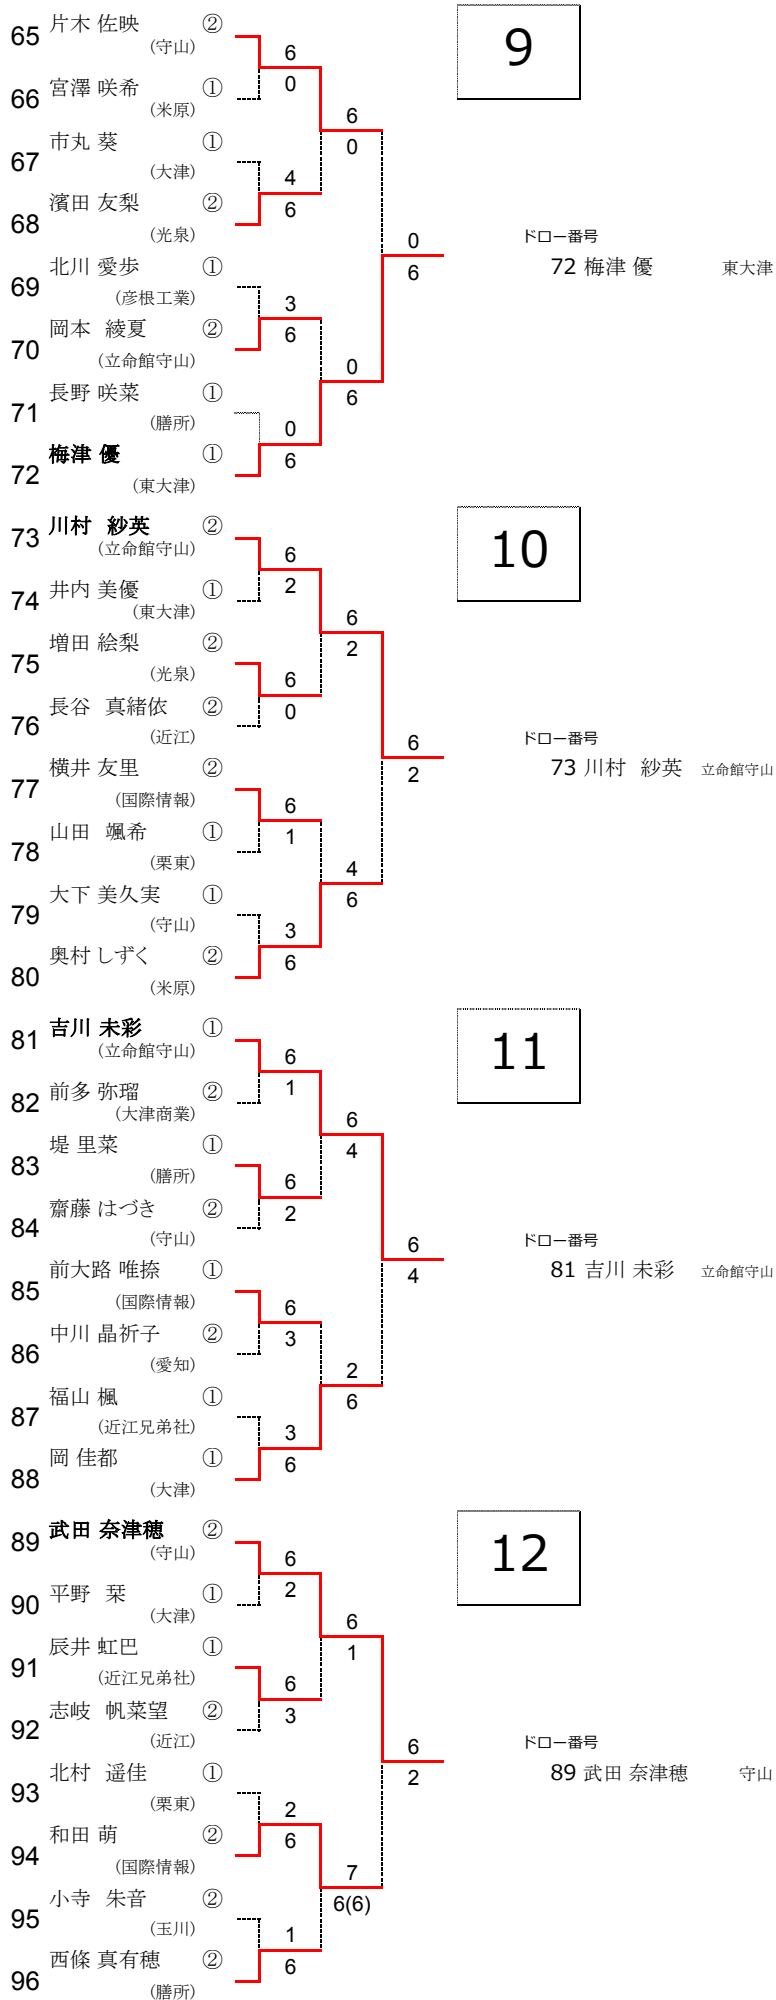 65 片木 佐映 ②
(守山)
6
0
66 宮澤 咲希 ①
(米原)
9
6
0
67 市丸 葵 ①
(大津)
4
6
68 濱田 友梨 ②
(光泉)
0
6
ドロー番号
72 梅津 優 東大津
69 北川 愛歩 ①
(彦根工業)
3
6
70 岡本 綾夏 ②
(立命館守山)
0
6
71 長野 咲菜 ①
(膳所)
0
6
72 梅津 優 ①
(東大津)
73 川村 紗英 ②
(立命館守山)
10
6
2
74 井内 美優 ①
(東大津)
6
2
75 増田 絵梨 ②
(光泉)
6
0
76 長谷 真緒依 ②
(近江)
6
2
ドロー番号
73 川村 紗英 立命館守山
77 横井 友里 ②
(国際情報)
6
1
78 山田 颯希 ①
(栗東)
4
6
79 大下 美久実 ①
(守山)
3
6
80 奥村 しずく ②
(米原)
81 吉川 未彩 ①
(立命館守山)
11
6
1
82 前多 弥瑠 ②
(大津商業)
6
4
83 堤 里菜 ①
(膳所)
6
2
84 齋藤 はづき ②
(守山)
6
4
ドロー番号
81 吉川 未彩 立命館守山
85 前大路 唯捺 ①
(国際情報)
6
3
86 中川 晶祈子 ②
(愛知)
2
6
87 福山 楓 ①
(近江兄弟社)
3
6
88 岡 佳都 ①
(大津)
89 武田 奈津穂 ②
(守山)
12
6
2
90 平野 栞 ①
(大津)
6
1
91 辰井 虹巴 ①
(近江兄弟社)
6
3
92 志岐 帆菜望 ②
(近江)
6
2
ドロー番号
89 武田 奈津穂 守山
93 北村 遥佳 ①
(栗東)
2
6
94 和田 萌 ②
(国際情報)
7
6(6)
95 小寺 朱音 ②
(玉川)
1
6
96 西條 真有穂 ②
(膳所)